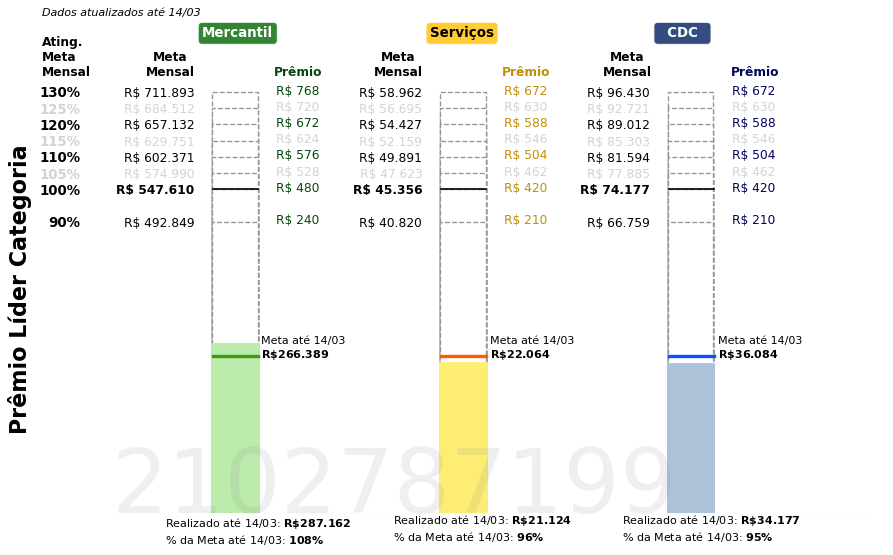 Dados atualizados até 14/03
Mercantil Serviços CDC
Ating. Meta Mensal
Meta Mensal Prêmio Meta Mensal Prêmio Meta Mensal Prêmio
130% R$ 711.893 R$ 768 R$ 58.962 R$ 672 R$ 96.430 R$ 672
125% R$ 684.512 R$ 720 R$ 56.695 R$ 630 R$ 92.721 R$ 630
120% R$ 657.132 R$ 672 R$ 54.427 R$ 588 R$ 89.012 R$ 588
115% R$ 629.751 R$ 624 R$ 52.159 R$ 546 R$ 85.303 R$ 546
110% R$ 602.371 R$ 576 R$ 49.891 R$ 504 R$ 81.594 R$ 504
105% R$ 574.990 R$ 528 R$ 47.623 R$ 462 R$ 77.885 R$ 462
100% R$ 547.610 R$ 480 R$ 45.356 R$ 420 R$ 74.177 R$ 420
90% R$ 492.849 R$ 240 R$ 40.820 R$ 210 R$ 66.759 R$ 210
Prêmio Líder Categoria
Meta até 14/03 Meta até 14/03 Meta até 14/03
R$266.389 R$22.064 R$36.084
2102787199
Realizado até 14/03: R$287.162 Realizado até 14/03: R$21.124 Realizado até 14/03: R$34.177
% da Meta até 14/03: 108% % da Meta até 14/03: 96% % da Meta até 14/03: 95%